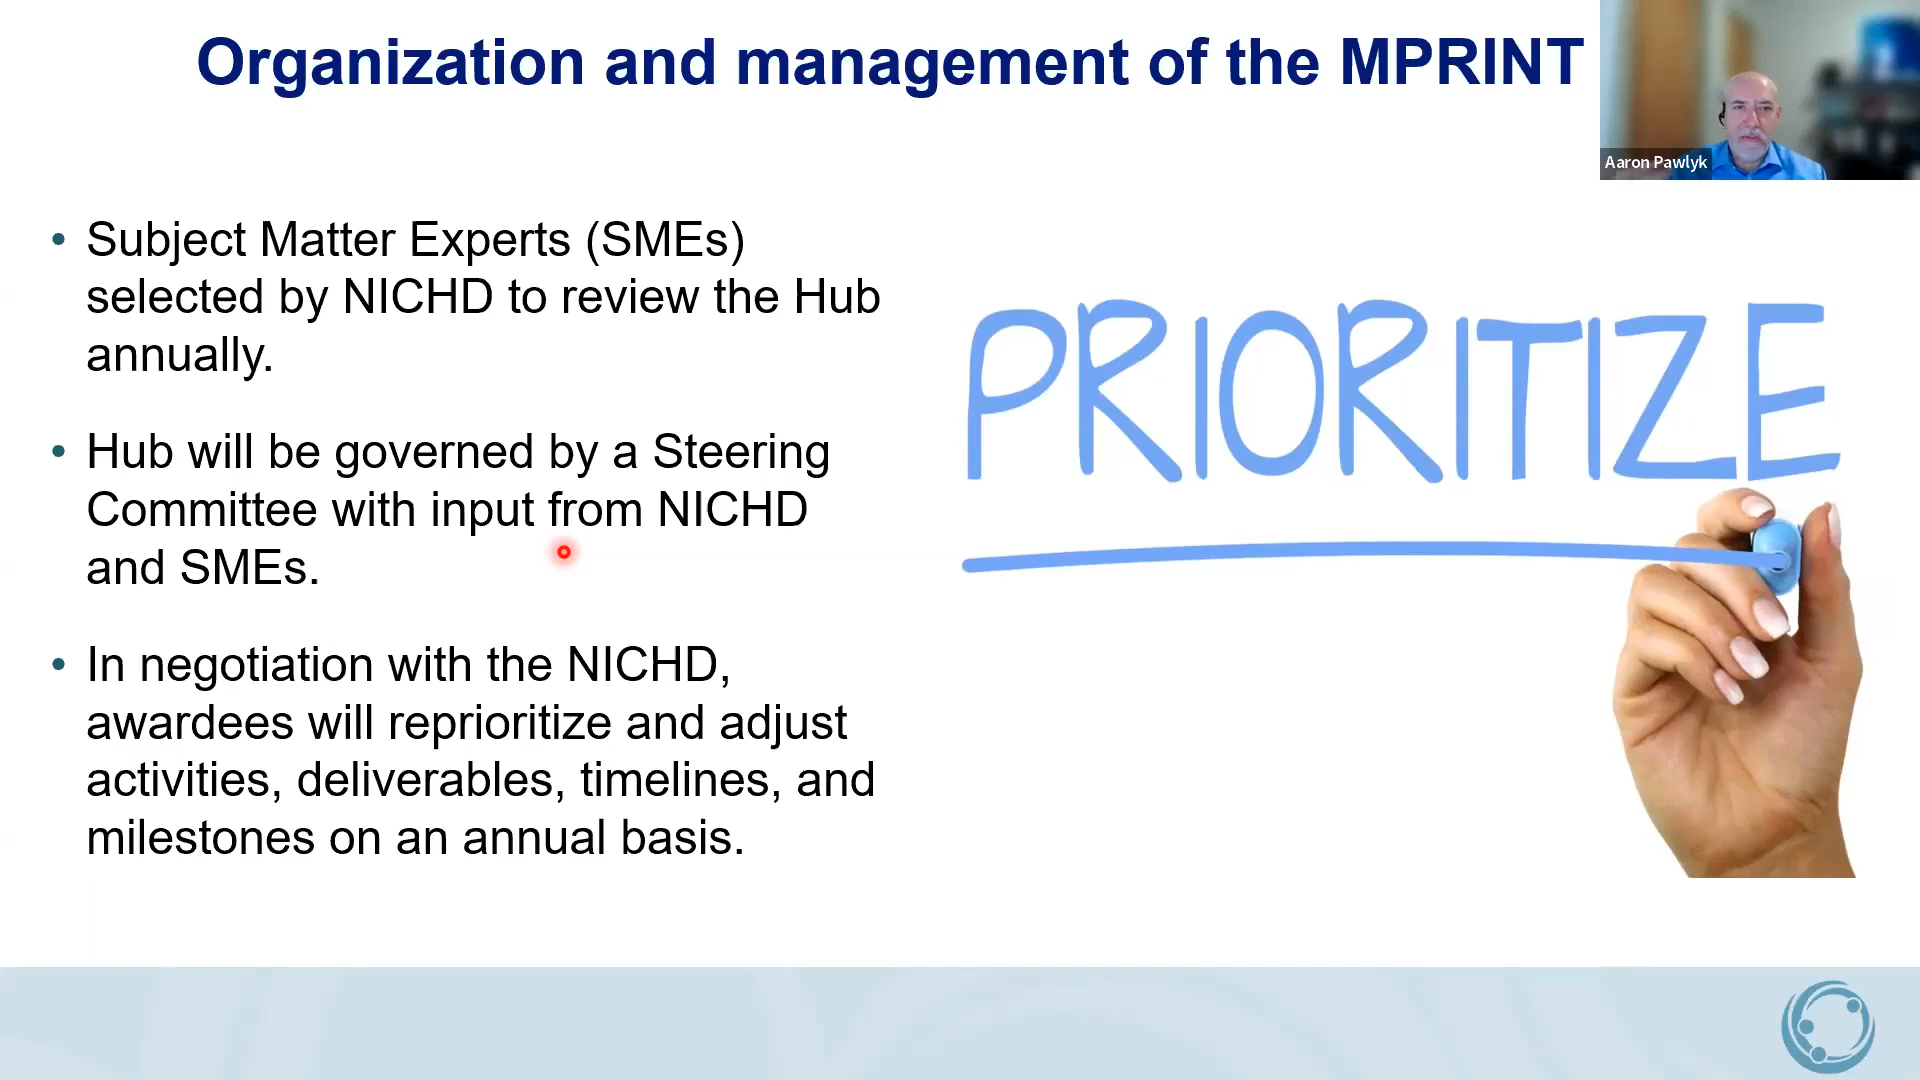 Organization and management of the MPRINT
Aaron Pawlyk
• Subject Matter Experts (SMEs)
selected by NICHD to review the Hub
annually.
• Hub will be governed by a Steering
Committee with input from NICHD
and SMEs.
• In negotiation with the NICHD,
awardees will reprioritize and adjust
activities, deliverables, timelines, and
milestones on an annual basis.
PRIORITIZE